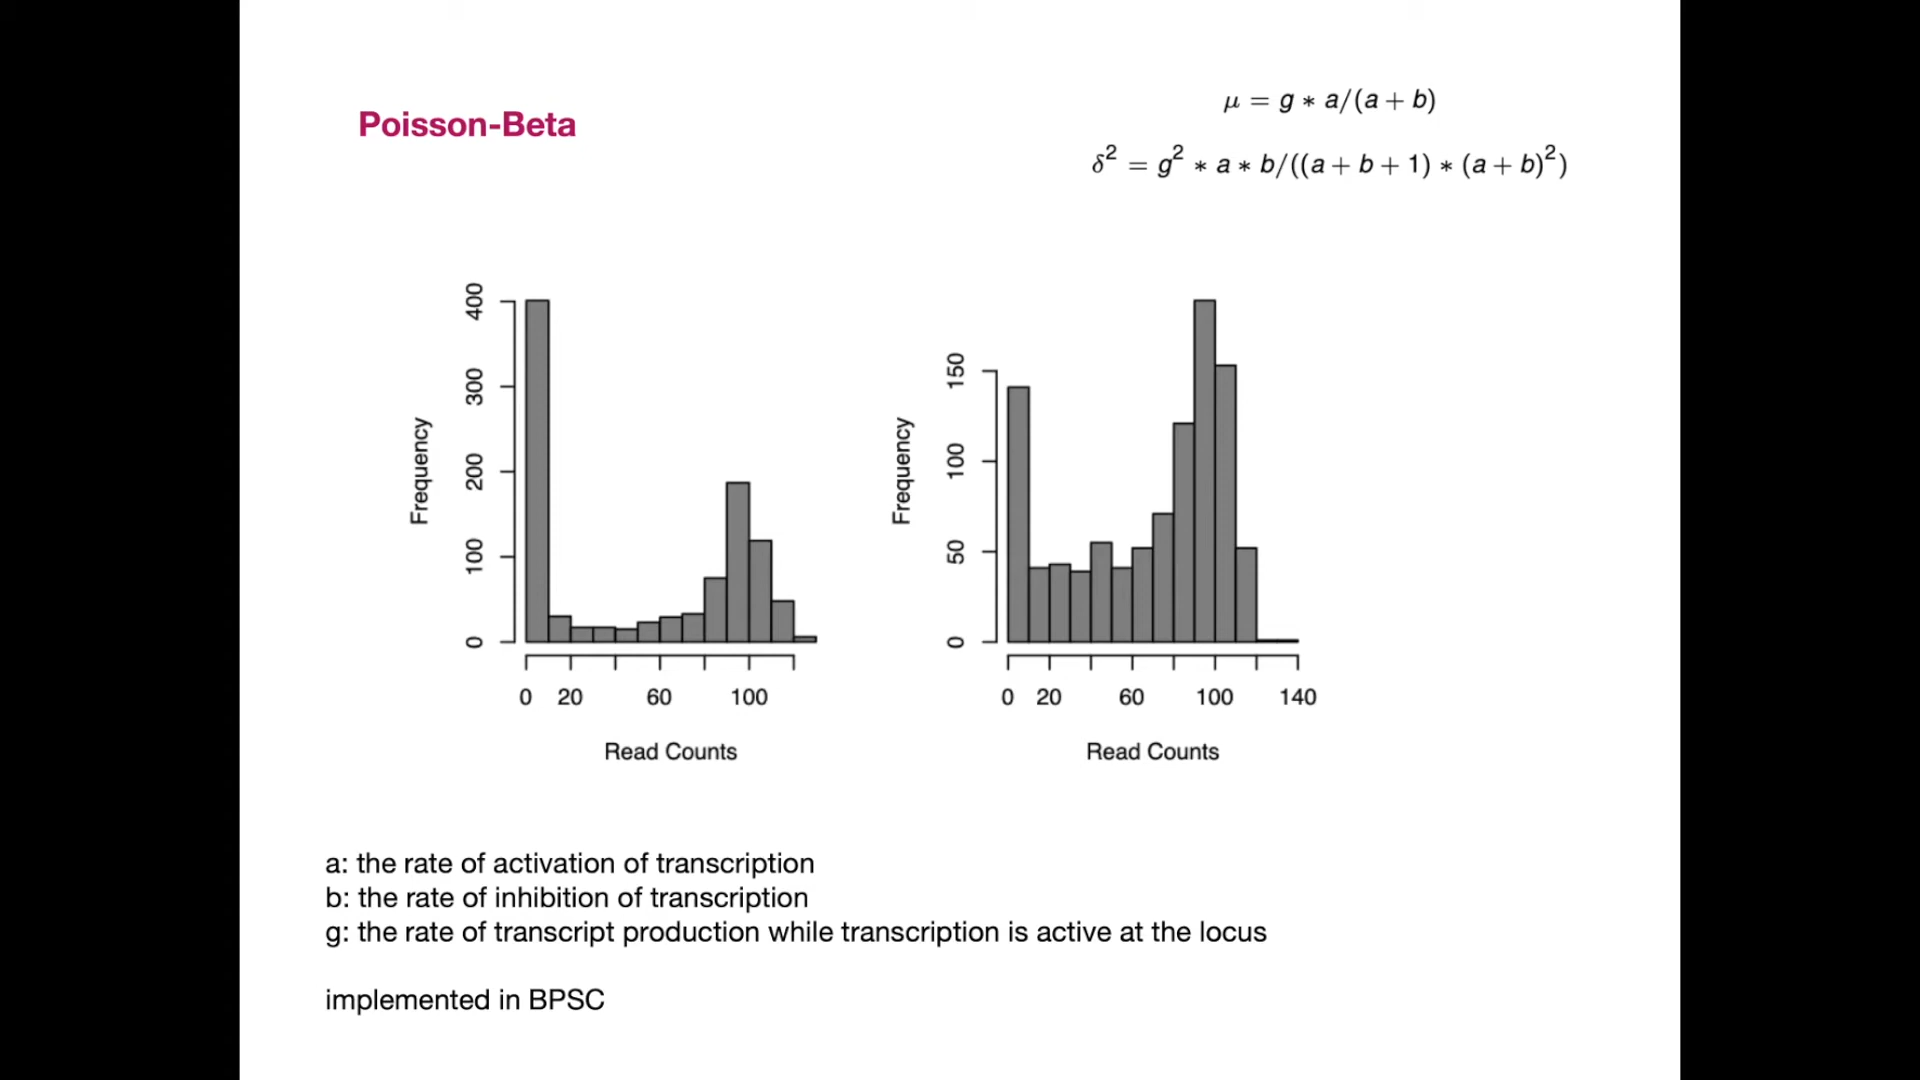 Poisson-Beta
μ = g * a/(a + b)
δ² = g² * a * b/((a + b + 1) * (a + b)²)
Frequency
0 100 200 300 400
0 20 60 100
Read Counts
Frequency
0 50 100 150
0 20 60 100 140
Read Counts
a: the rate of activation of transcription
b: the rate of inhibition of transcription
g: the rate of transcript production while transcription is active at the locus
implemented in BPSC